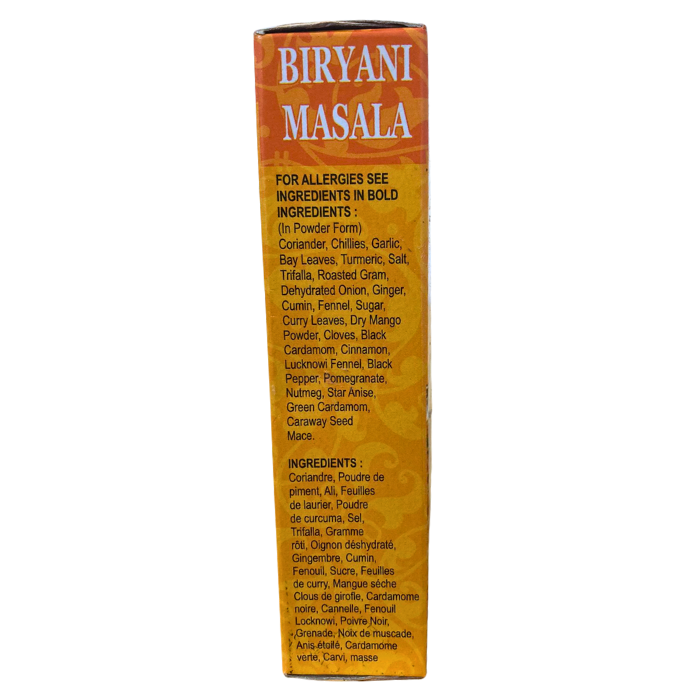 BIRYANI
MASALA
FOR ALLERGIES SEE
INGREDIENTS IN BOLD
INGREDIENTS :
(In Powder Form)
Coriander, Chillies, Garlic,
Bay Leaves, Turmeric, Salt,
Trifalla, Roasted Gram,
Dehydrated Onion, Ginger,
Cumin, Fennel, Sugar,
Curry Leaves, Dry Mango
Powder, Cloves, Black
Cardamom, Cinnamon,
Lucknowi Fennel, Black
Pepper, Pomegranate,
Nutmeg, Star Anise,
Green Cardamom,
Caraway Seed
Mace.
INGREDIENTS :
Coriandre, Poudre de
piment, Ali, Feuilles
de laurier, Poudre
de curcuma, Sel,
Trifalla, Gramme
rôti, Oignon déshydraté,
Gingembre, Cumin,
Fenouil, Sucre, Feuilles
de curry, Mangue séche
Clous de girofle, Cardamome
noire, Cannelle, Fenouil
Locknowi, Poivre Noir,
Grenade, Noix de muscade,
Anis étoilé, Cardamome
verte, Carvi, masse